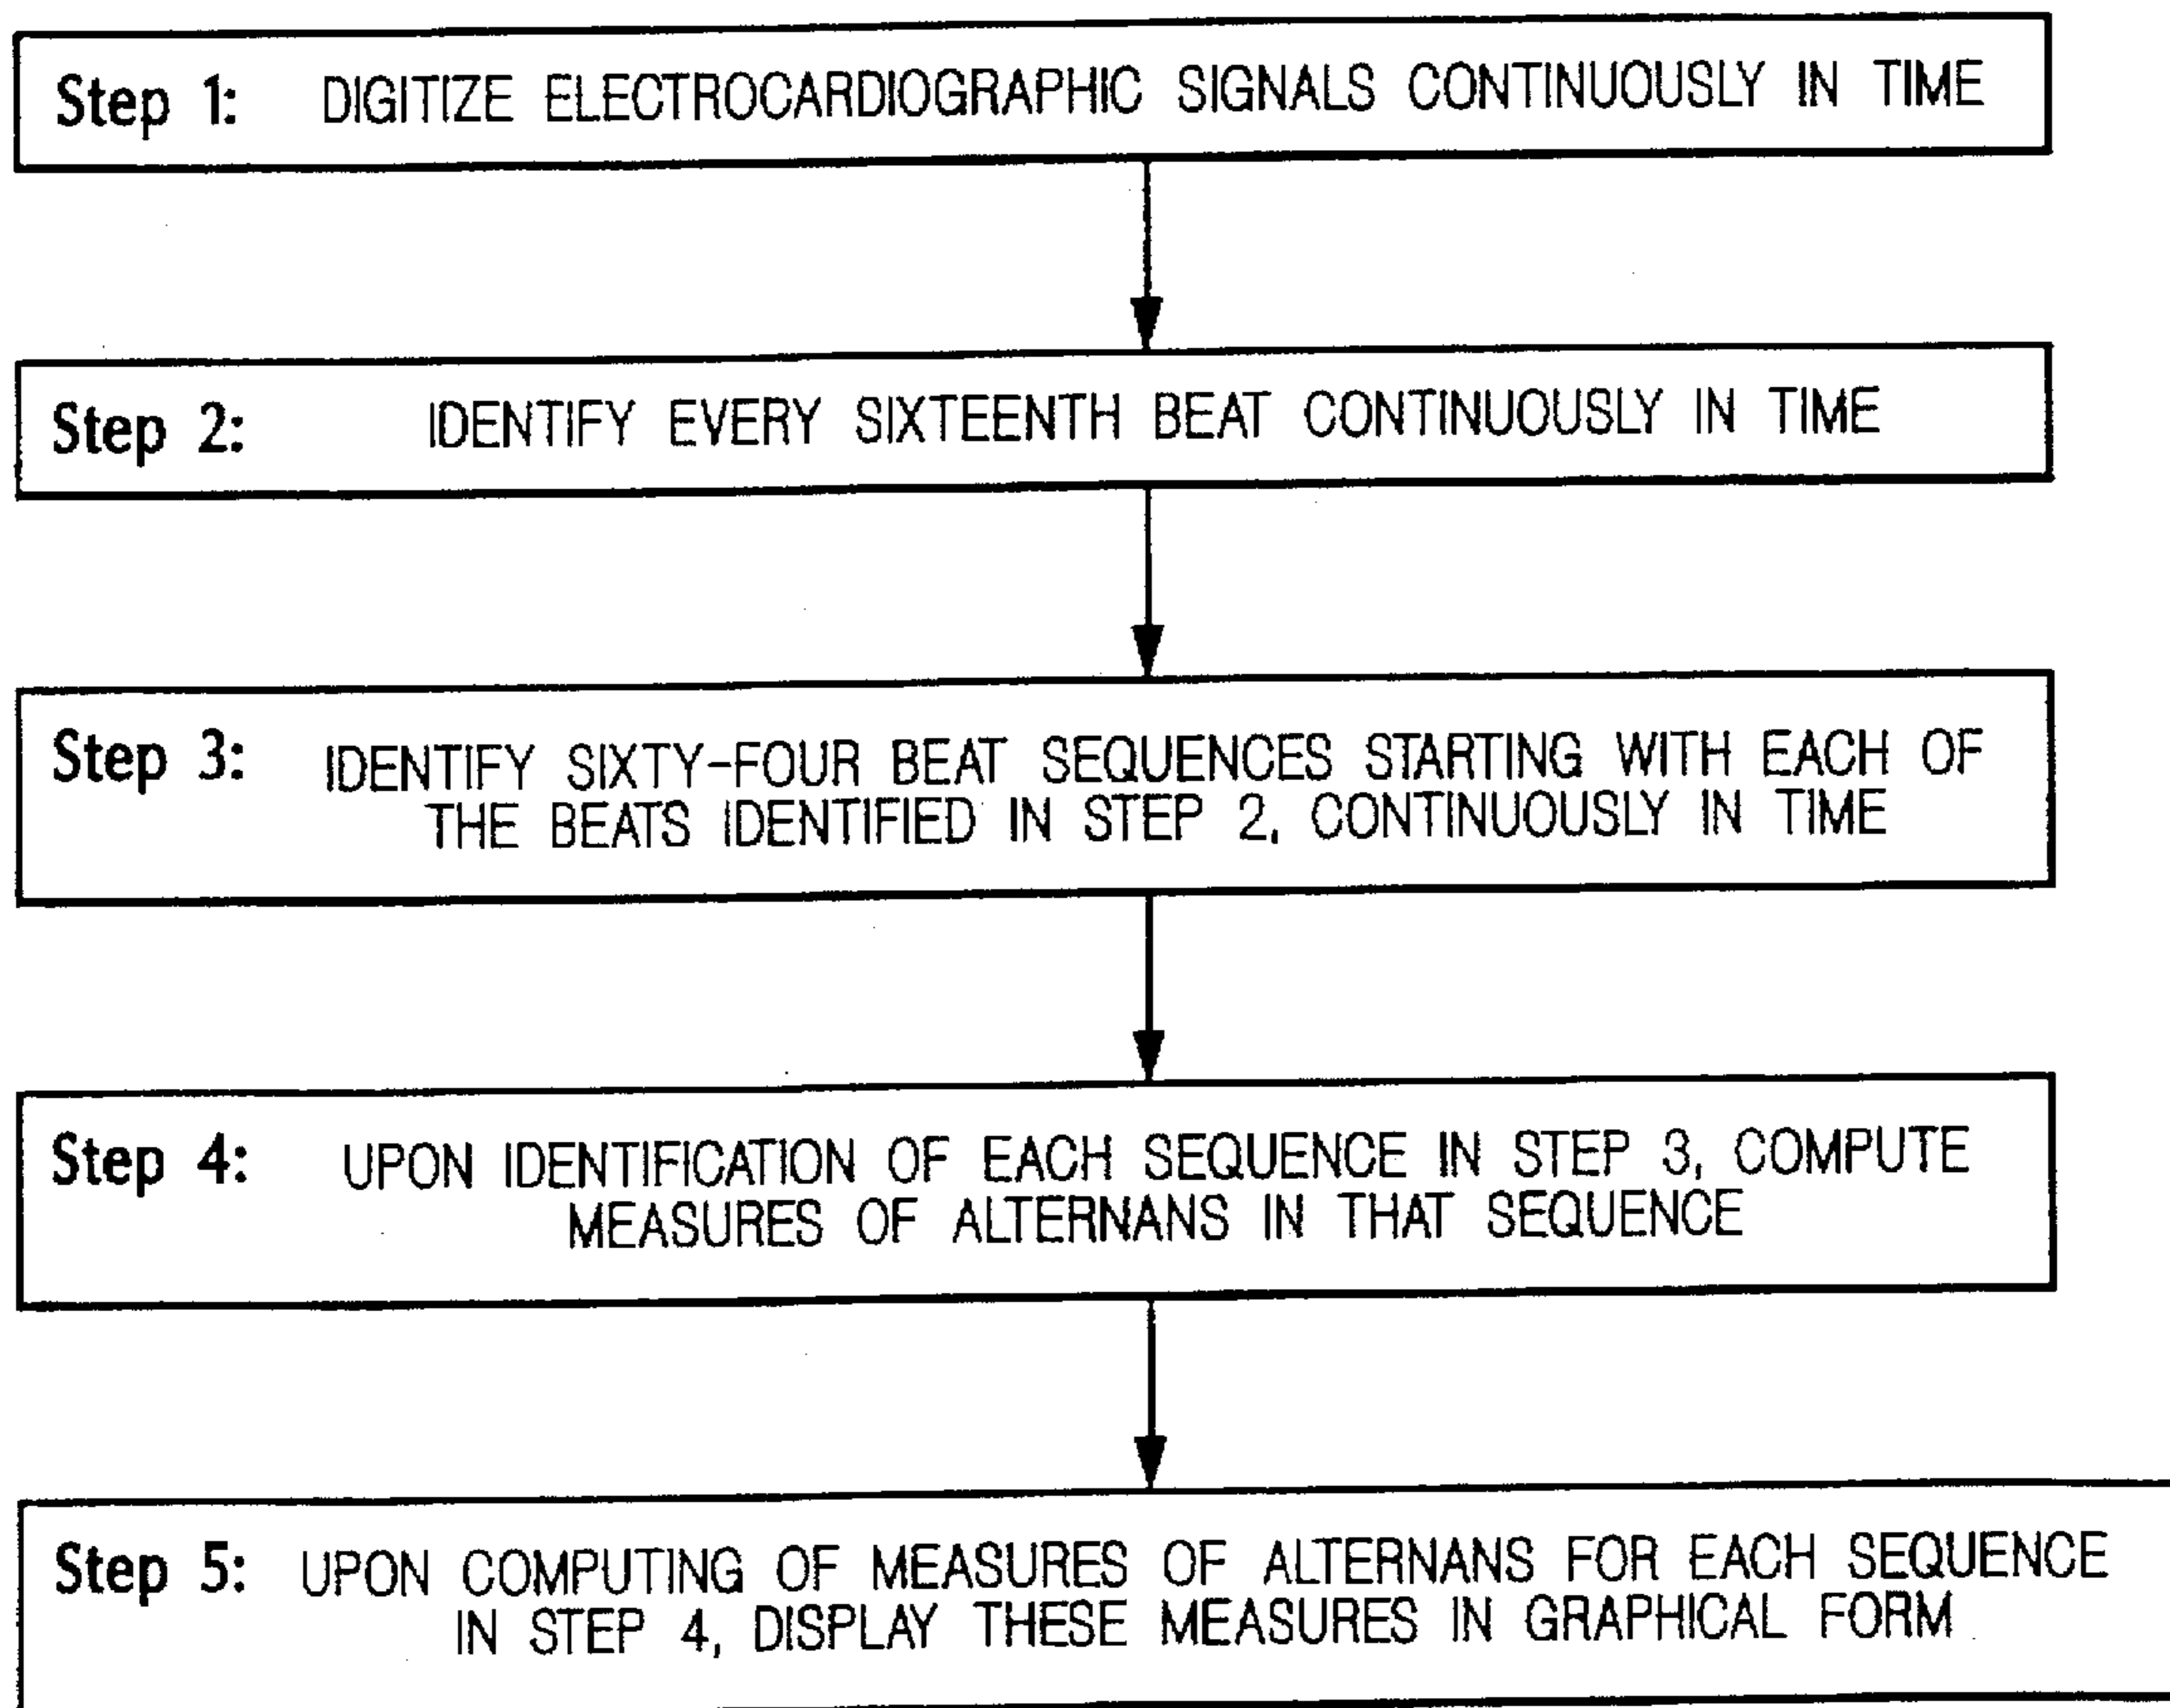 Step 1: DIGITIZE ELECTROCARDIOGRAPHIC SIGNALS CONTINUOUSLY IN TIME
Step 2: IDENTIFY EVERY SIXTEENTH BEAT CONTINUOUSLY IN TIME
Step 3: IDENTIFY SIXTY-FOUR BEAT SEQUENCES STARTING WITH EACH OF
THE BEATS IDENTIFIED IN STEP 2, CONTINUOUSLY IN TIME
Step 4: UPON IDENTIFICATION OF EACH SEQUENCE IN STEP 3, COMPUTE
MEASURES OF ALTERNANS IN THAT SEQUENCE
Step 5: UPON COMPUTING OF MEASURES OF ALTERNANS FOR EACH SEQUENCE
IN STEP 4, DISPLAY THESE MEASURES IN GRAPHICAL FORM